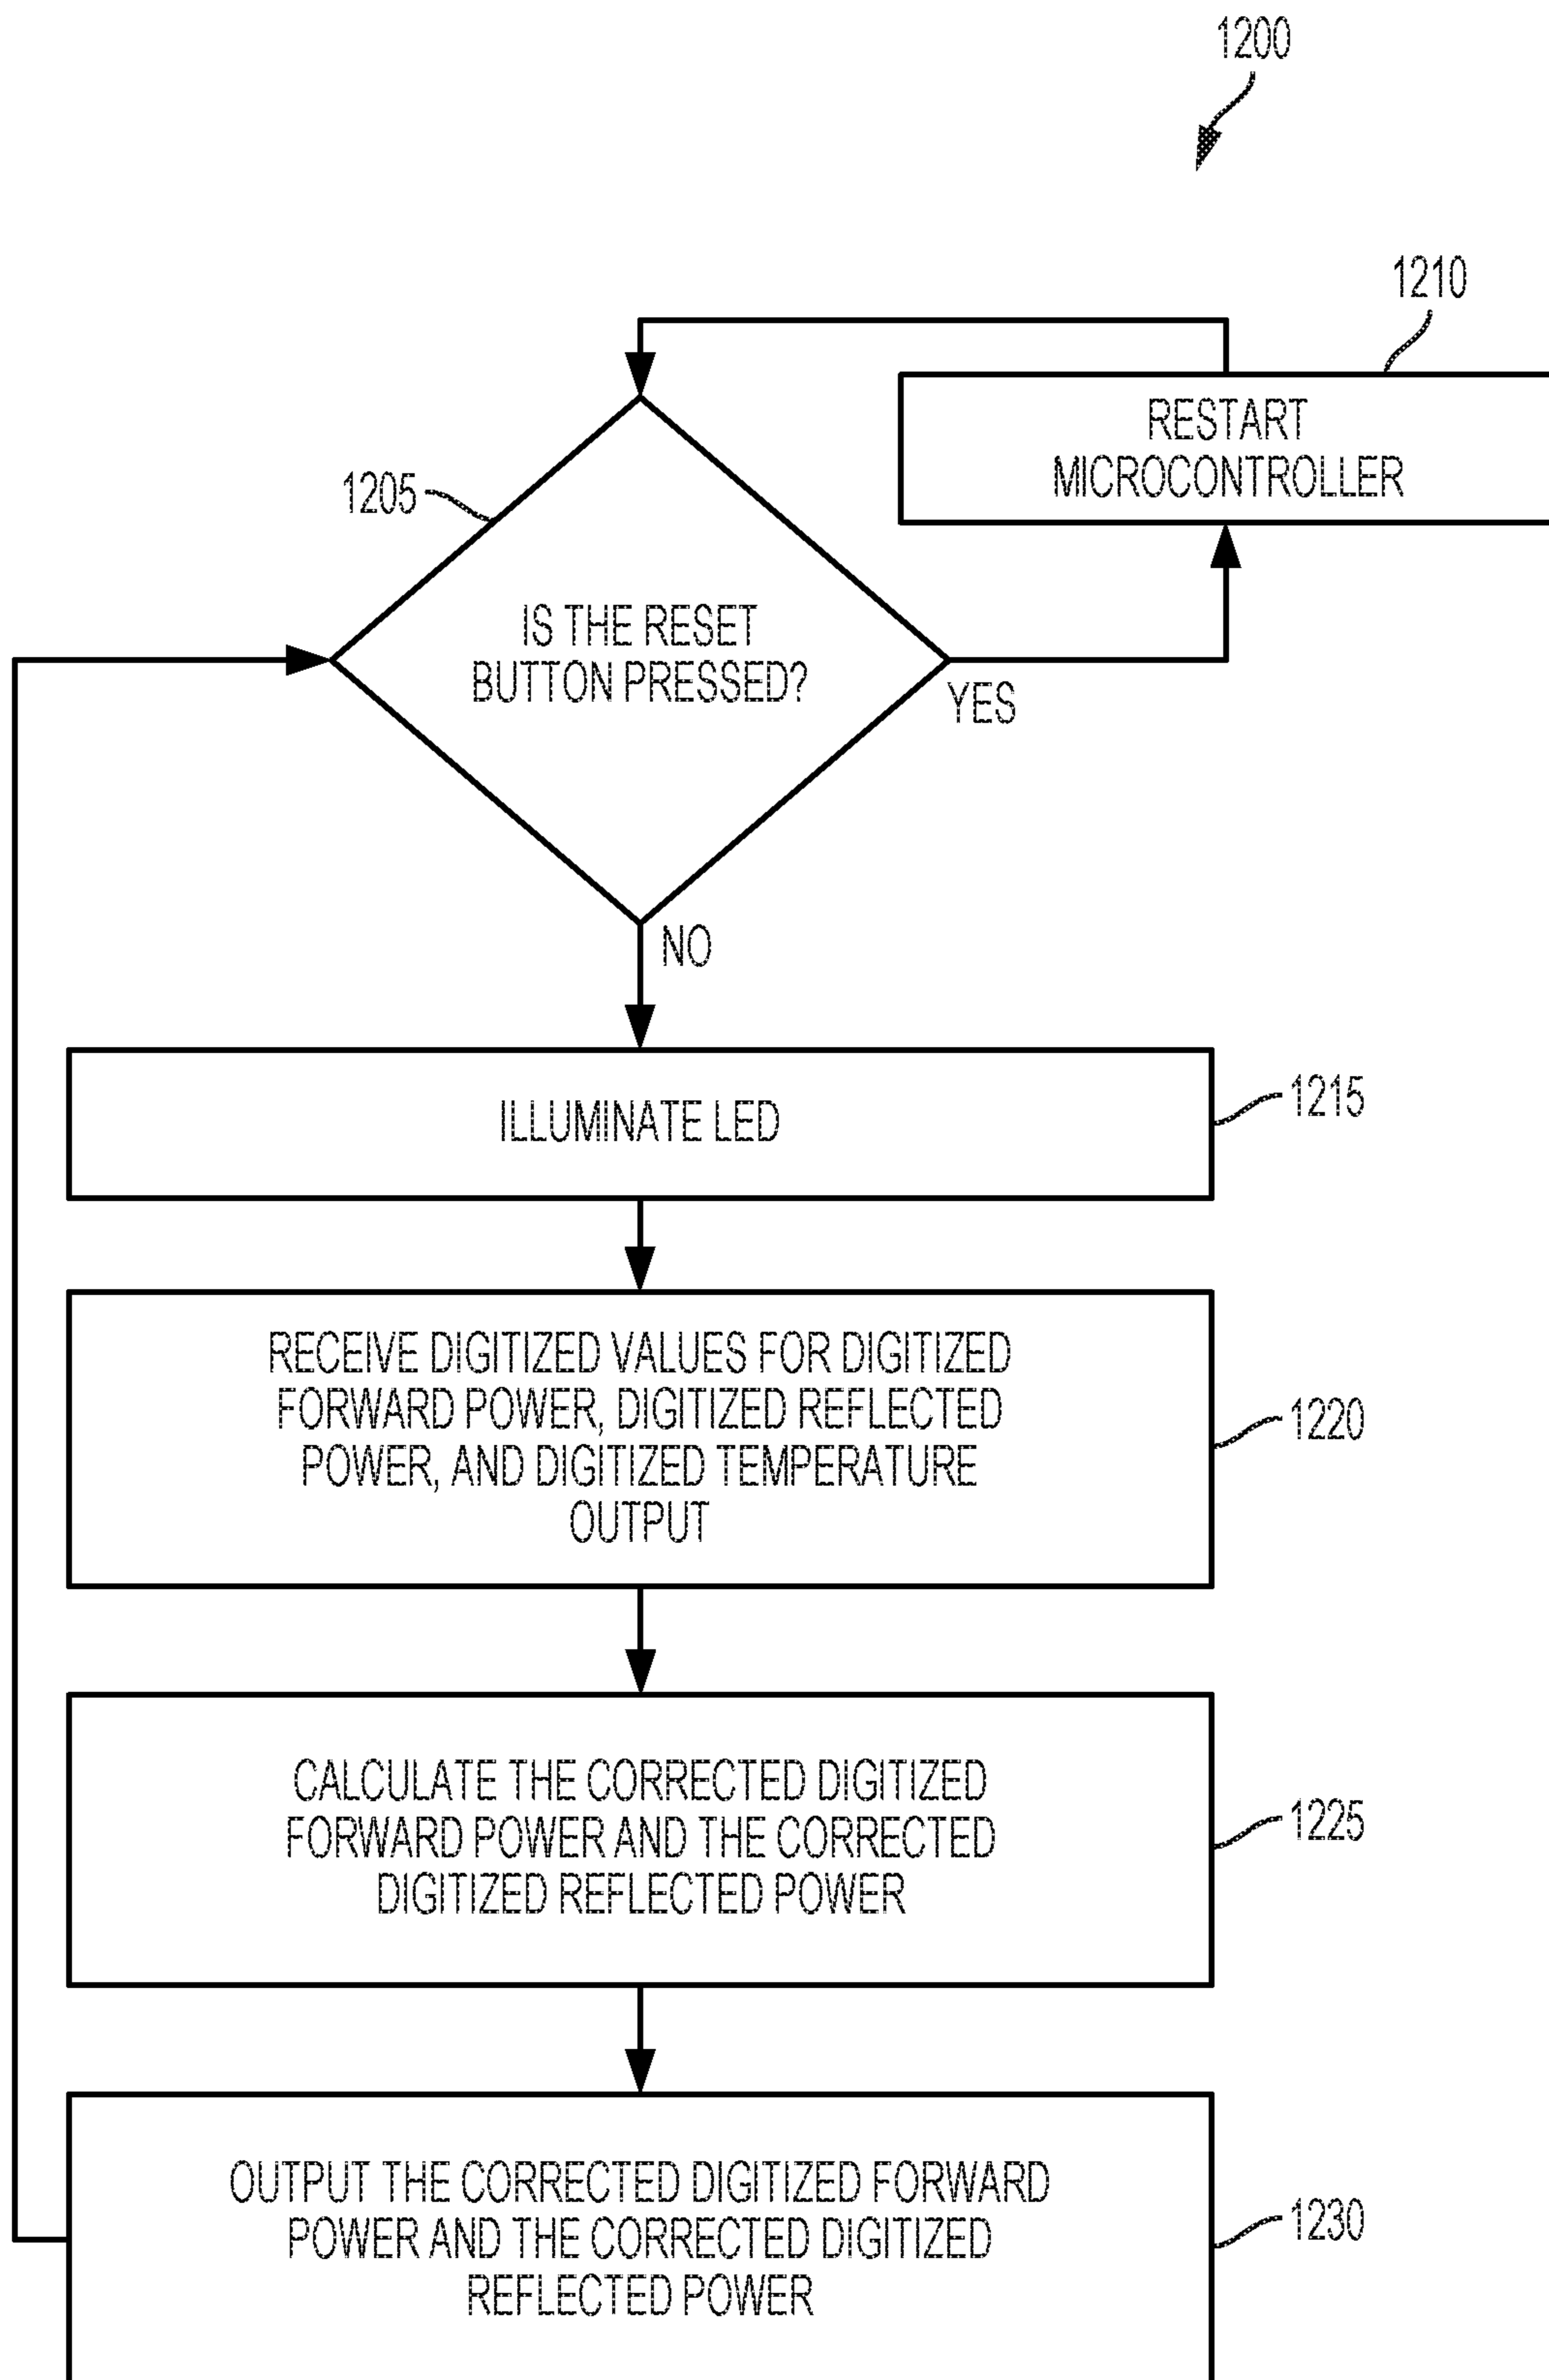 1200
1210
RESTART
MICROCONTROLLER
1205
IS THE RESET
BUTTON PRESSED?
YES
NO
ILLUMINATE LED
1215
RECEIVE DIGITIZED VALUES FOR DIGITIZED
FORWARD POWER, DIGITIZED REFLECTED
POWER, AND DIGITIZED TEMPERATURE
OUTPUT
1220
CALCULATE THE CORRECTED DIGITIZED
FORWARD POWER AND THE CORRECTED
DIGITIZED REFLECTED POWER
1225
OUTPUT THE CORRECTED DIGITIZED FORWARD
POWER AND THE CORRECTED DIGITIZED
REFLECTED POWER
1230